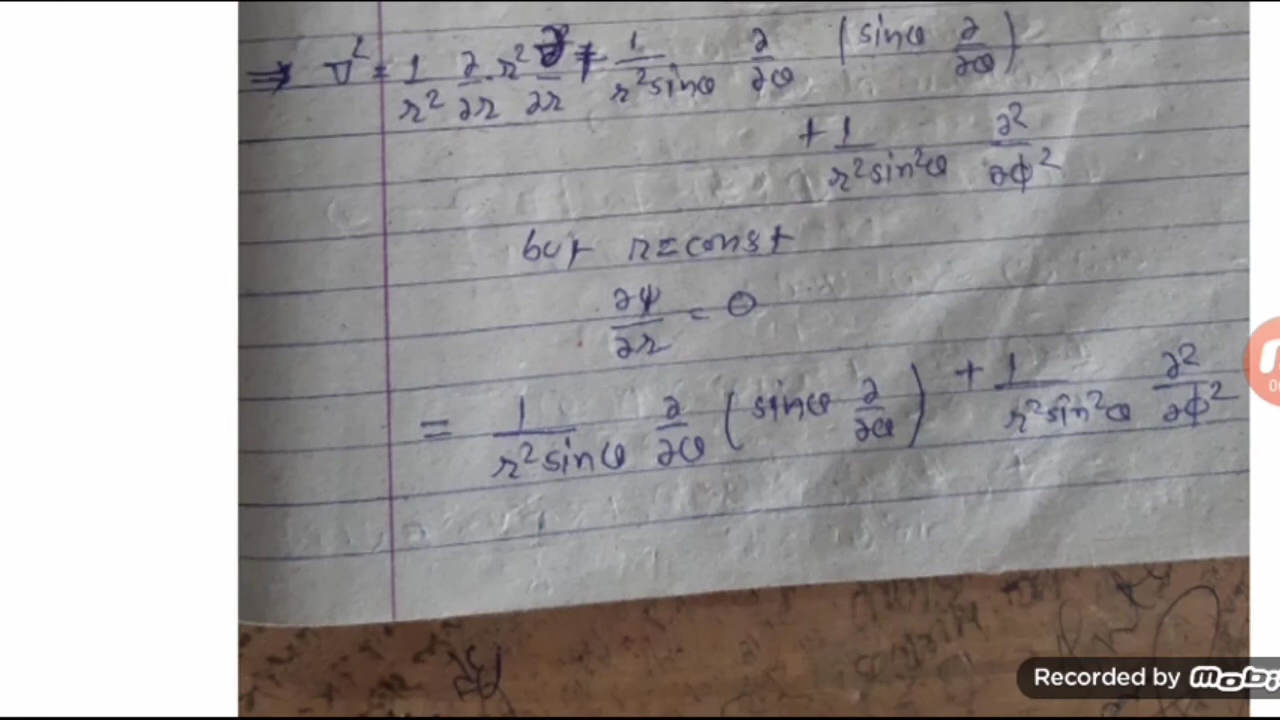 ⇒ ∇² = 1/r² ∂/∂r r² ∂/∂r + 1/r² sinθ ∂/∂θ (sinθ ∂/∂θ)
+ 1/r² sin²θ ∂²/∂ϕ²
but r = const
∂ψ/∂r = 0
= 1/r² sinθ ∂/∂θ (sinθ ∂/∂θ) + 1/r² sin²θ ∂²/∂ϕ²
Recorded by